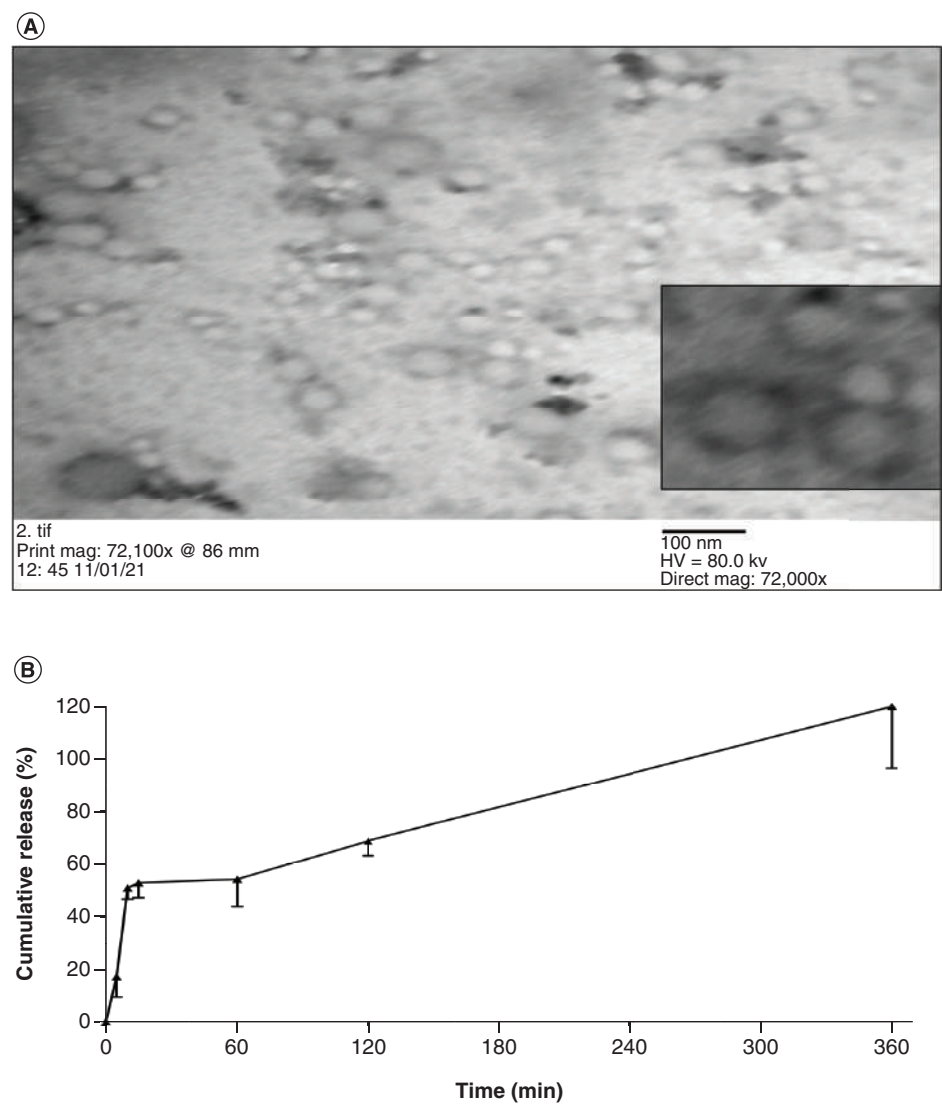 A
2. tif
Print mag: 72,100x @ 86 mm
12: 45 11/01/21
100 nm
HV = 80.0 kv
Direct mag: 72,000x
B
Cumulative release (%)
120
100
80
60
40
20
0
0 60 120 180 240 300 360
Time (min)